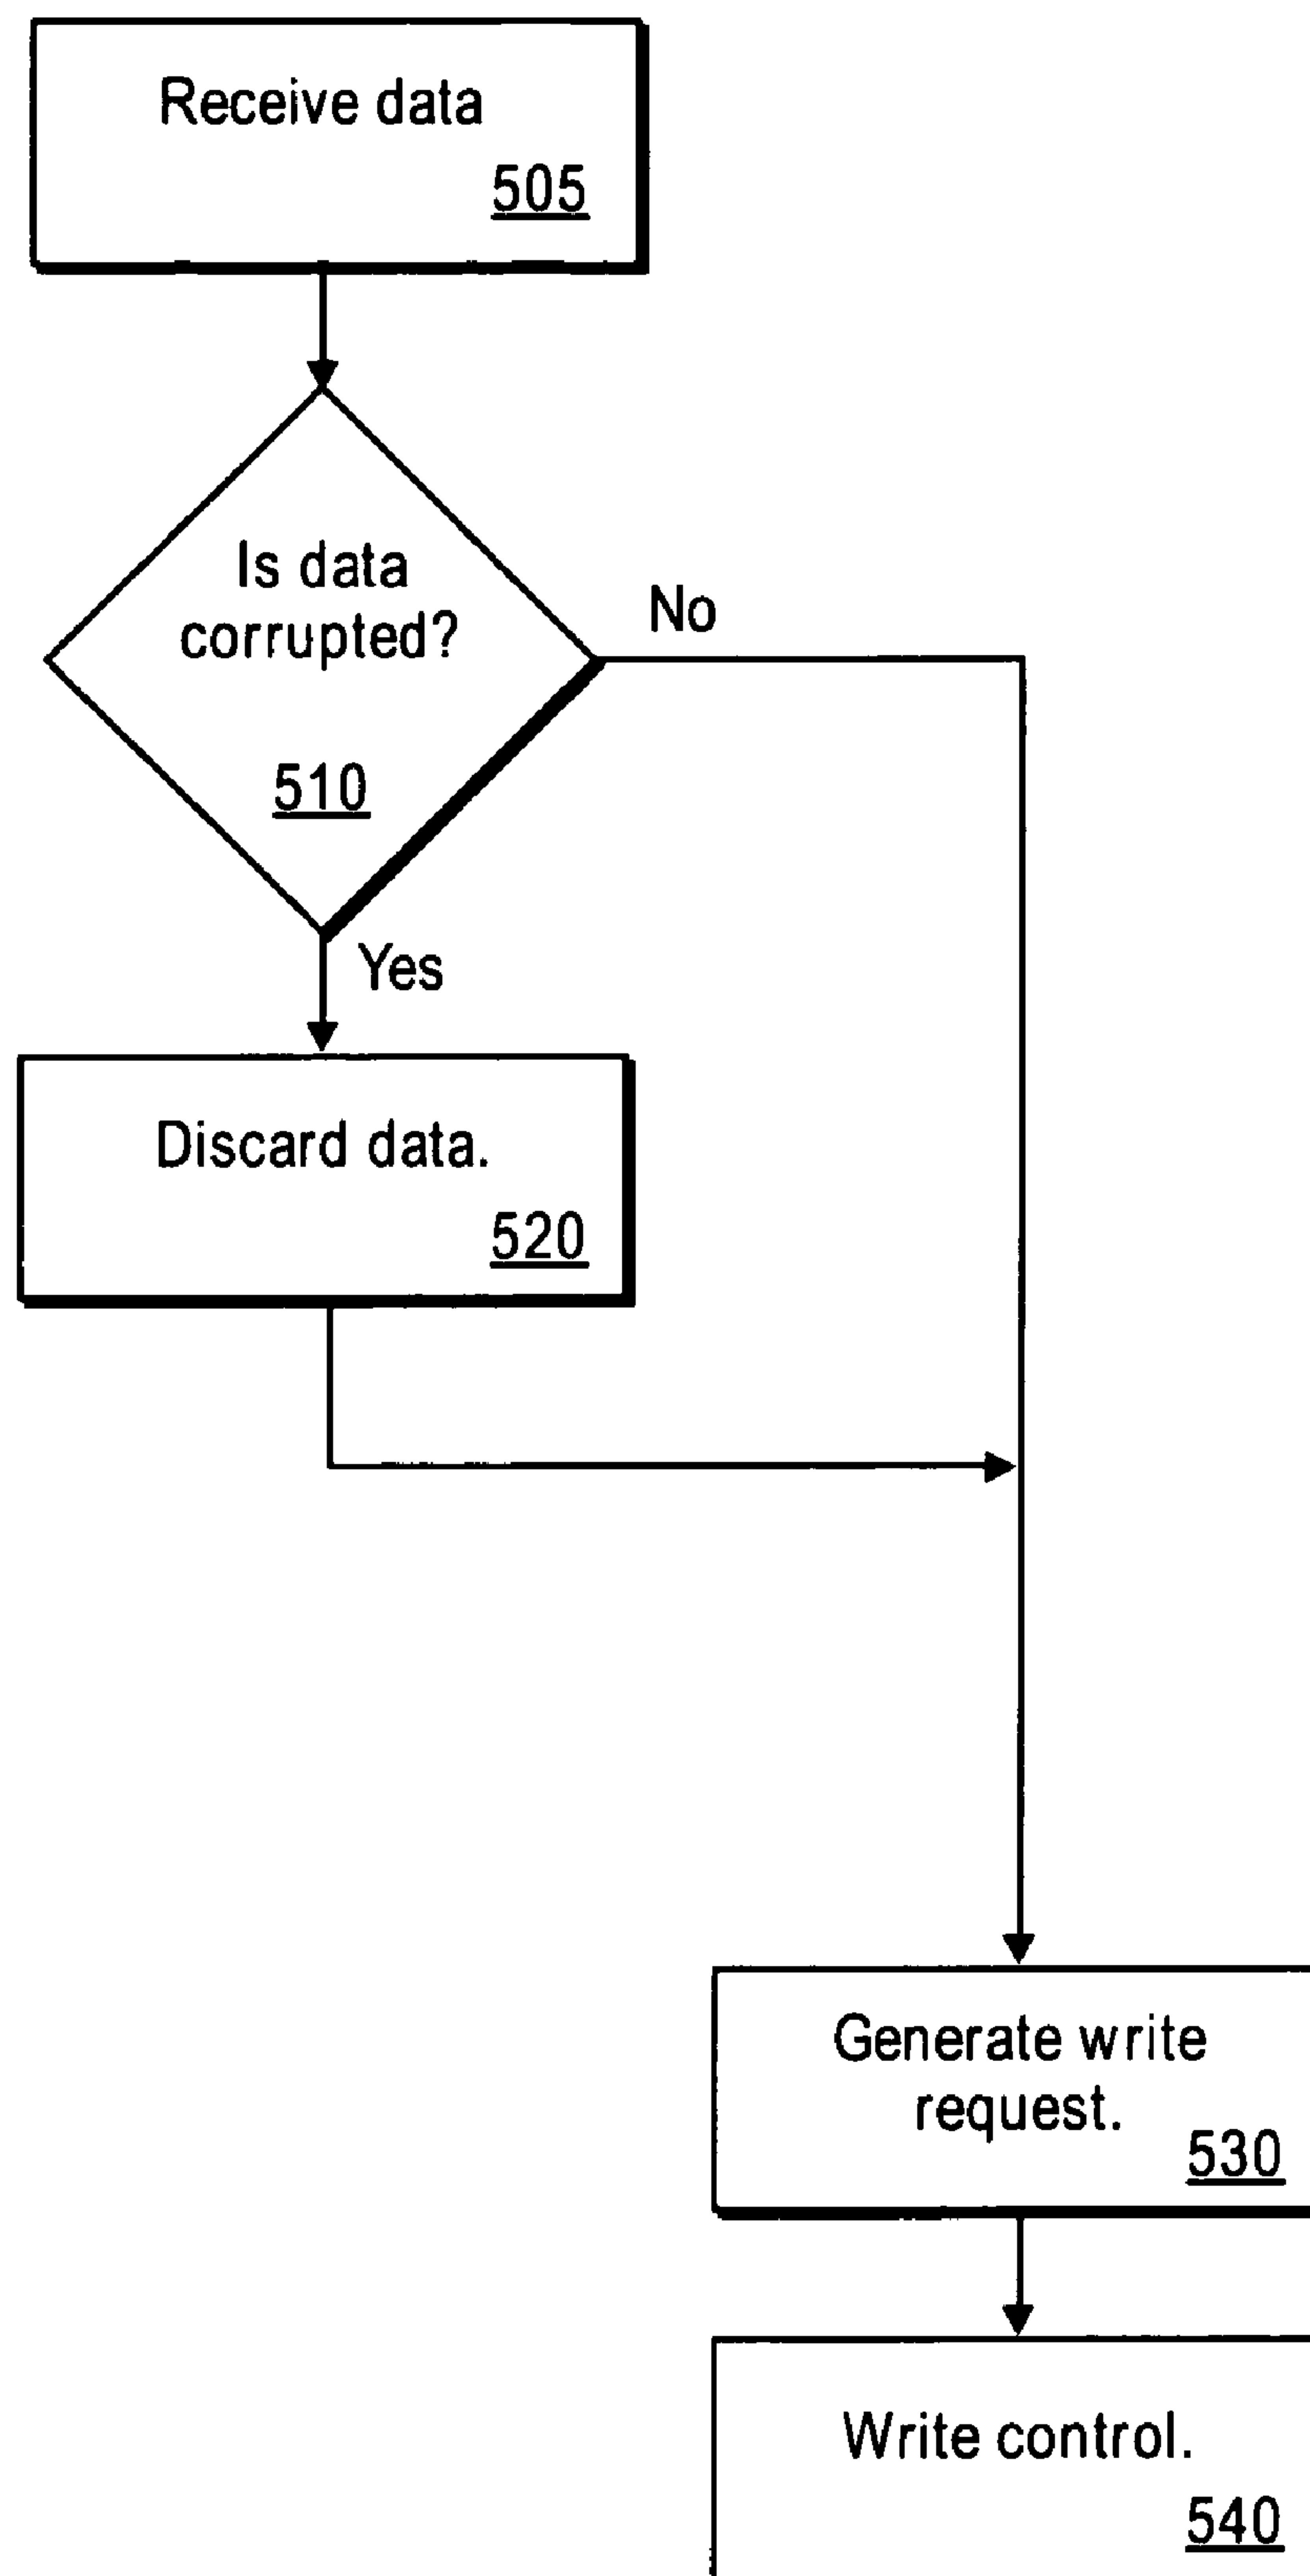 Receive data
505
Is data
corrupted?
No
510
Yes
Discard data.
520
Generate write
request.
530
Write control.
540